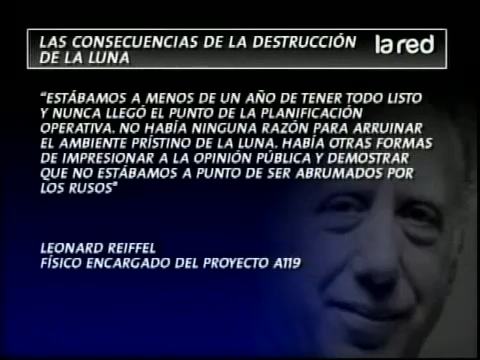 LAS CONSECUENCIAS DE LA DESTRUCCIÓN
DE LA LUNA
la red
"ESTÁBAMOS A MENOS DE UN AÑO DE TENER TODO LISTO
Y NUNCA LLEGÓ EL PUNTO DE LA PLANIFICACIÓN
OPERATIVA. NO HABÍA NINGUNA RAZÓN PARA ARRUINAR
EL AMBIENTE PRÍSTINO DE LA LUNA. HABÍA OTRAS FORMAS
DE IMPRESIONAR A LA OPINIÓN PÚBLICA Y DEMOSTRAR
QUE NO ESTÁBAMOS A PUNTO DE SER ABRUMADOS POR
LOS RUSOS"
LEONARD REIFFEL
FÍSICO ENCARGADO DEL PROYECTO A119